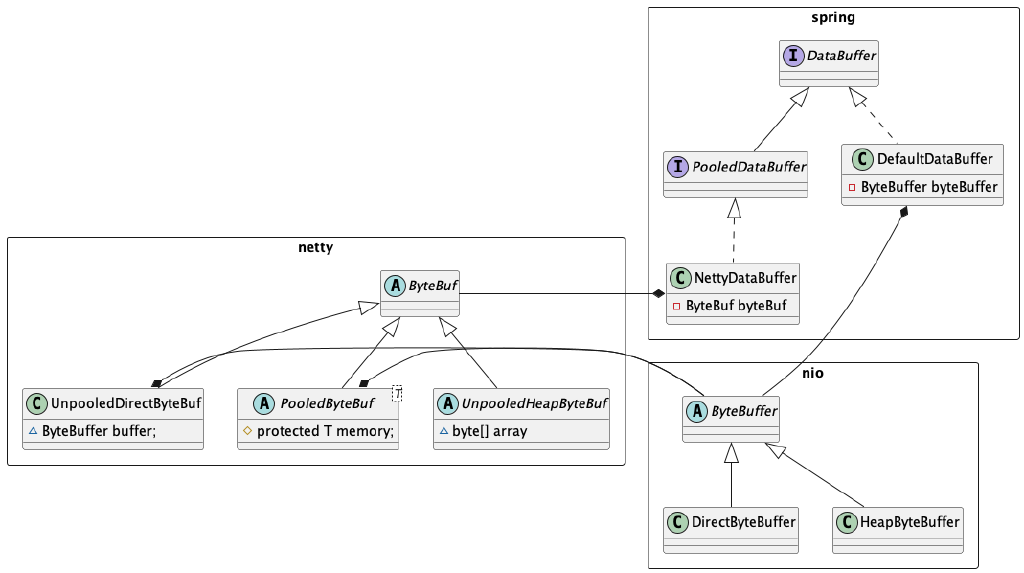 spring
I DataBuffer
I PooledDataBuffer
C DefaultDataBuffer
ByteBuffer byteBuffer
C NettyDataBuffer
ByteBuf byteBuf
netty
A ByteBuf
C UnpooledDirectByteBuf
ByteBuffer buffer;
A PooledByteBuf
T
protected T memory;
A UnpooledHeapByteBuf
byte[] array
nio
A ByteBuffer
C DirectByteBuffer
C HeapByteBuffer